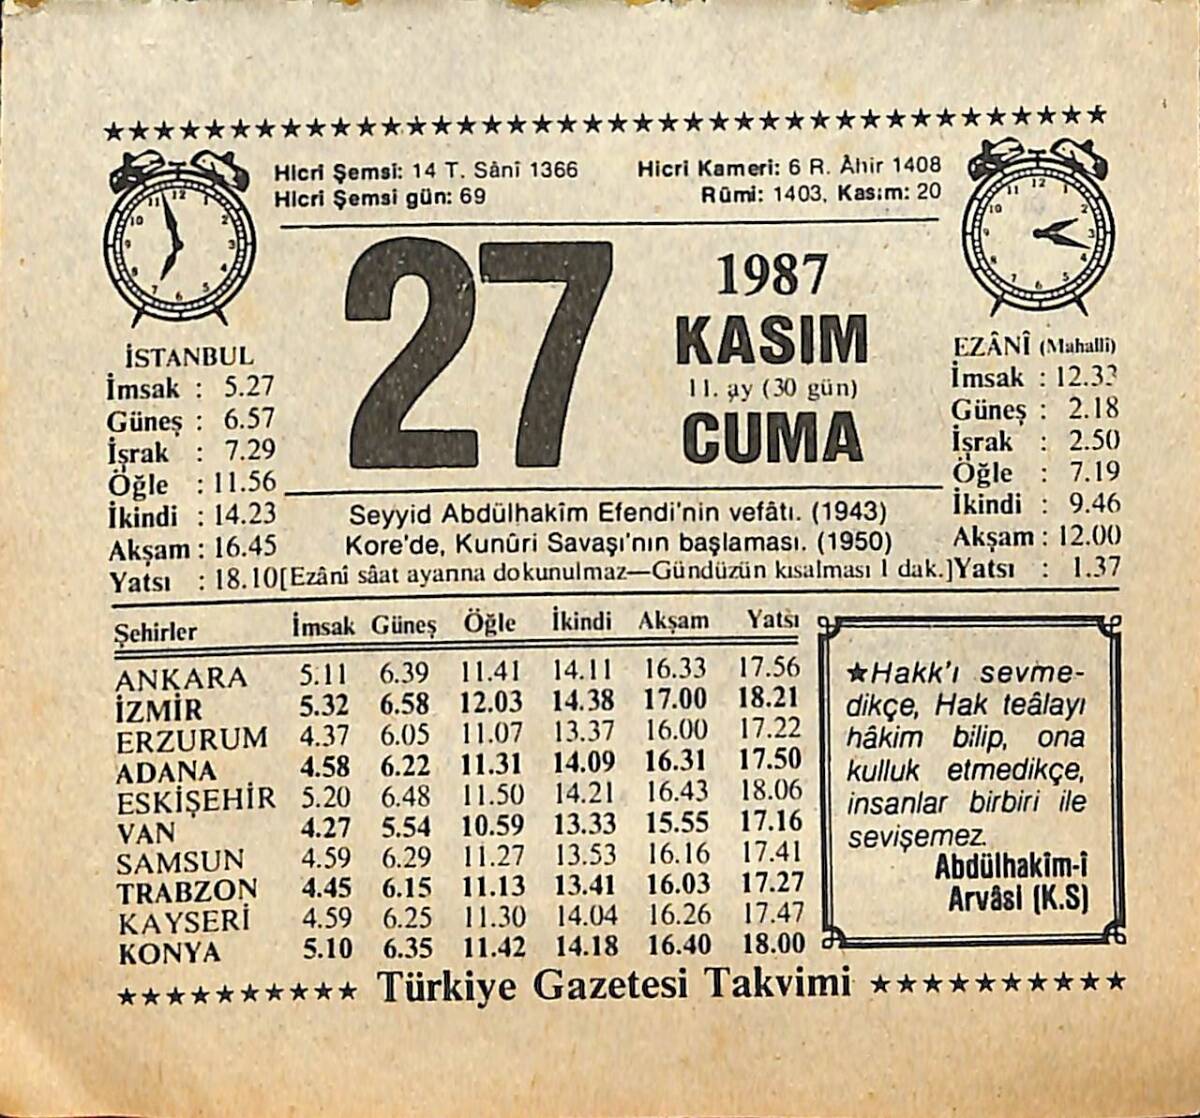 Hicri Şemsi: 14 T. Sâni 1366
Hicri Şemsi gün: 69
Hicri Kameri: 6 R. Âhir 1408
Rûmi: 1403, Kasım: 20
27
1987
KASIM
11. ay (30 gün)
CUMA
İSTANBUL
İmsak : 5.27
Güneş : 6.57
İşrak : 7.29
Öğle : 11.56
İkindi : 14.23
Akşam : 16.45
Yatsı : 18.10
EZÂNÎ (Mahalli)
İmsak : 12.33
Güneş : 2.18
İşrak : 2.50
Öğle : 7.19
İkindi : 9.46
Akşam : 12.00
Yatsı : 1.37
Seyyid Abdülhakîm Efendi'nin vefâtı. (1943)
Kore'de, Kunûri Savaşı'nın başlaması. (1950)
[Ezânî sâat ayarına dokunulmaz—Gündüzün kısalması 1 dak.]
Şehirler İmsak Güneş Öğle İkindi Akşam Yatsı
ANKARA 5.11 6.39 11.41 14.11 16.33 17.56
İZMİR 5.32 6.58 12.03 14.38 17.00 18.21
ERZURUM 4.37 6.05 11.07 13.37 16.00 17.22
ADANA 4.58 6.22 11.31 14.09 16.31 17.50
ESKİŞEHİR 5.20 6.48 11.50 14.21 16.43 18.06
VAN 4.27 5.54 10.59 13.33 15.55 17.16
SAMSUN 4.59 6.29 11.27 13.53 16.16 17.41
TRABZON 4.45 6.15 11.13 13.41 16.03 17.27
KAYSERİ 4.59 6.25 11.30 14.04 16.26 17.47
KONYA 5.10 6.35 11.42 14.18 16.40 18.00
★Hakk'ı sevme-
dikçe, Hak teâlayı
hâkim bilip, ona
kulluk etmedikçe,
insanlar birbiri ile
sevişemez.
Abdülhakîm-î
Arvâsi (K.S)
Türkiye Gazetesi Takvimi